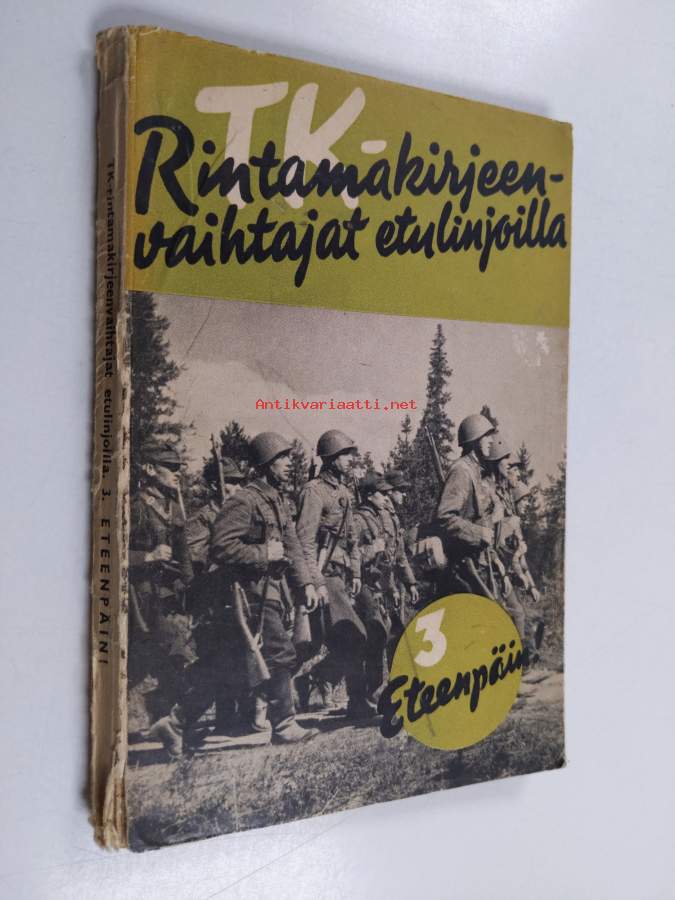 TK-
Rintamakirjeen-
vaihtajat etulinjoilla
Antikvariaatti.net
3
Eteenpäin!
TK-rintamakirjeenvaihtajat etulinjoilla. 3. ETEENPÄIN!